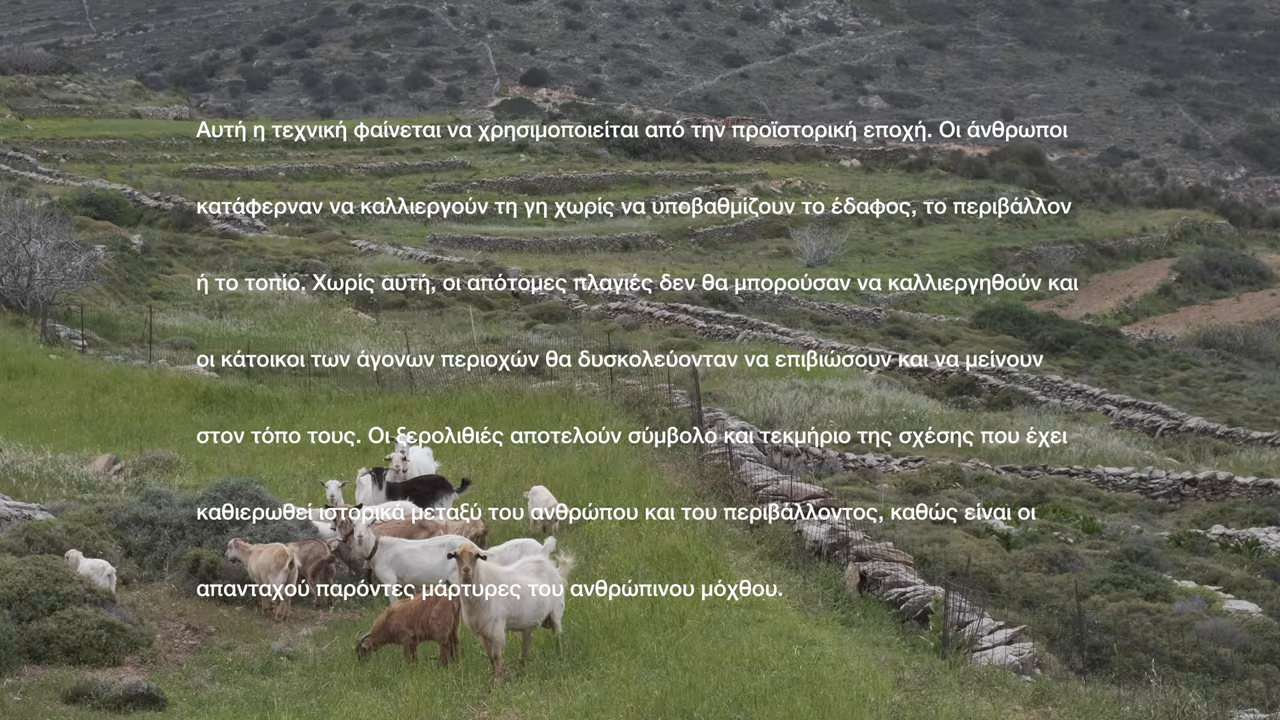 Αυτή η τεχνική φαίνεται να χρησιμοποιείται από την προϊστορική εποχή. Οι άνθρωποι
κατάφερναν να καλλιεργούν τη γη χωρίς να υποβαθμίζουν το έδαφος, το περιβάλλον
ή το τοπίο. Χωρίς αυτή, οι απότομες πλαγιές δεν θα μπορούσαν να καλλιεργηθούν και
οι κάτοικοι των άγονων περιοχών θα δυσκολεύονταν να επιβιώσουν και να μείνουν
στον τόπο τους. Οι ξερολιθιές αποτελούν σύμβολο και τεκμήριο της σχέσης που έχει
καθιερωθεί ιστορικά μεταξύ του ανθρώπου και του περιβάλλοντος, καθώς είναι οι
απανταχού παρόντες μάρτυρες του ανθρώπινου μόχθου.